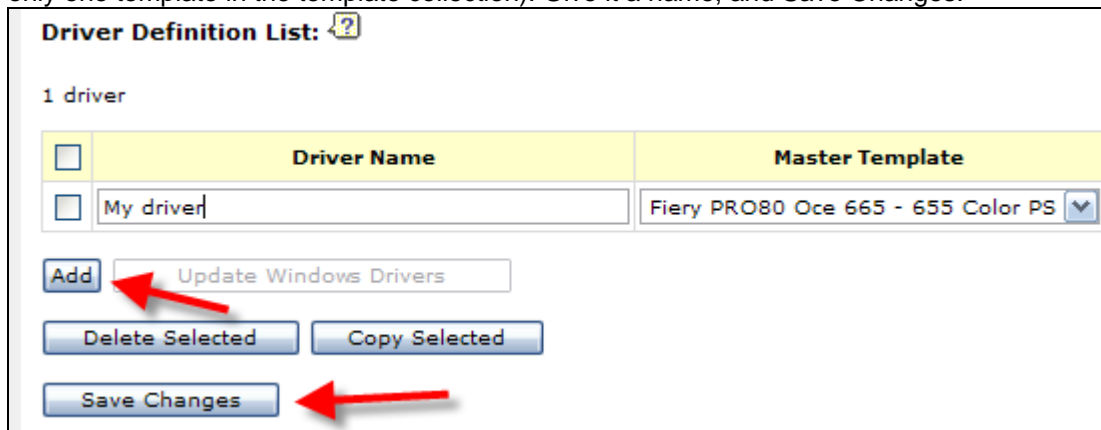 only one template in the template collection). Give it a name, and Save Changes.
Driver Definition List: ?
1 driver
Driver Name Master Template
My driver Fiery PRO80 Oce 665 - 655 Color PS
Add Update Windows Drivers
Delete Selected Copy Selected
Save Changes